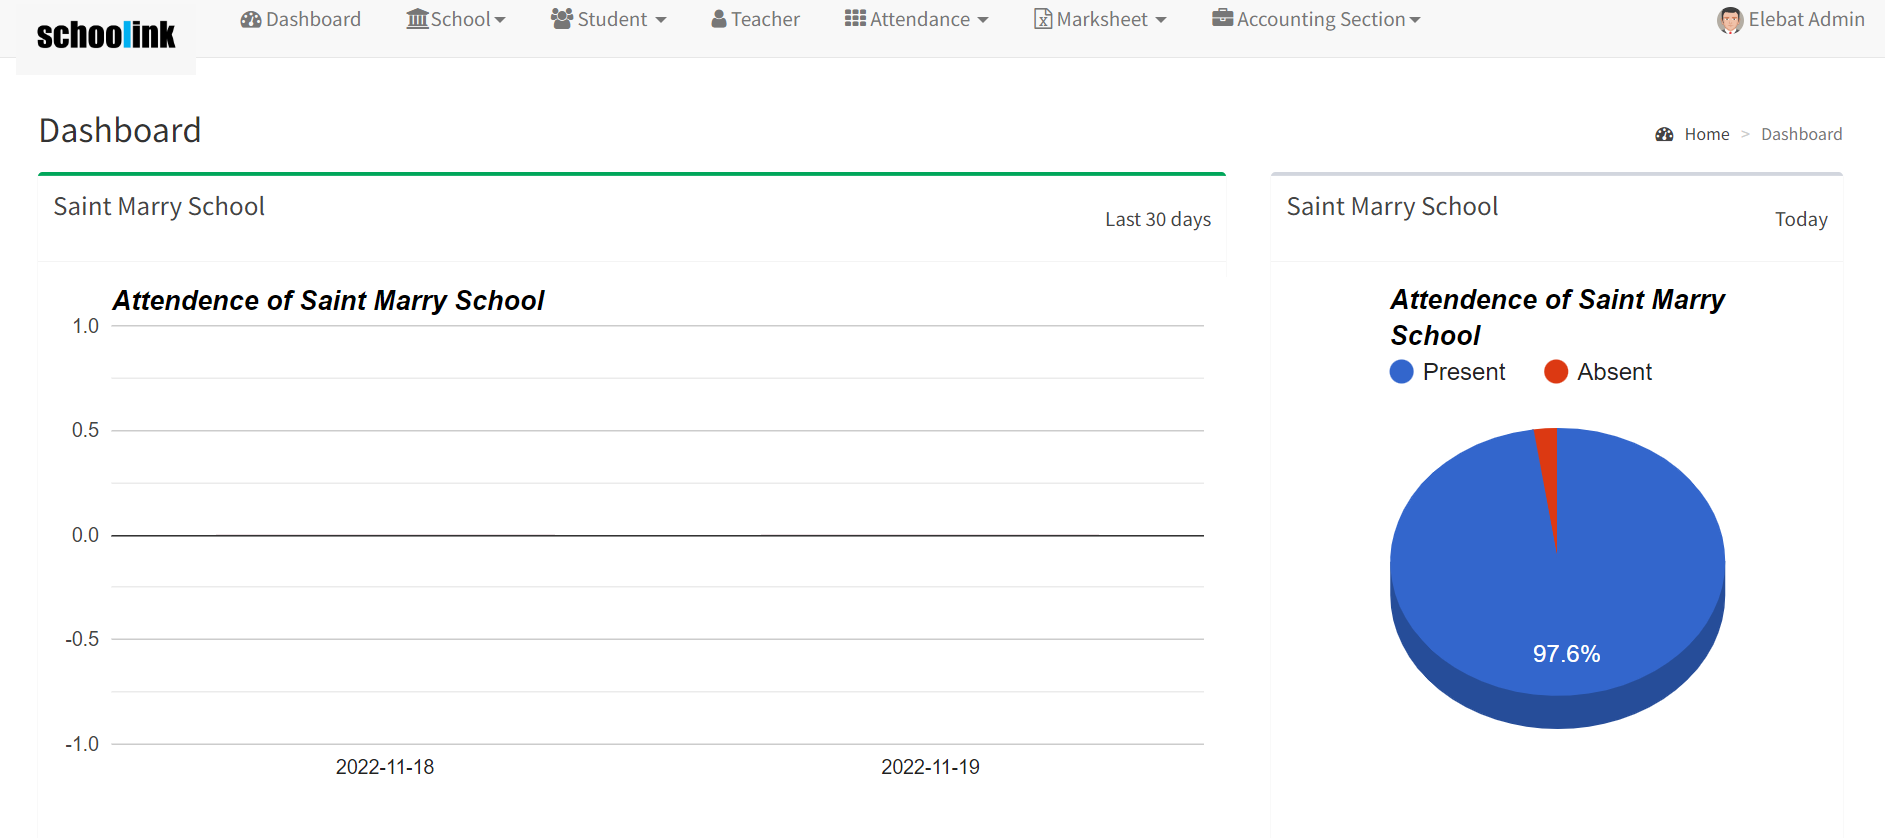 schoolink
Dashboard School Student Teacher Attendance Marksheet Accounting Section Elebat Admin
Dashboard
Home > Dashboard
Saint Marry School
Last 30 days
Attendence of Saint Marry School
1.0
0.5
0.0
-0.5
-1.0
2022-11-18 2022-11-19
Saint Marry School
Today
Attendence of Saint Marry
School
Present Absent
97.6%